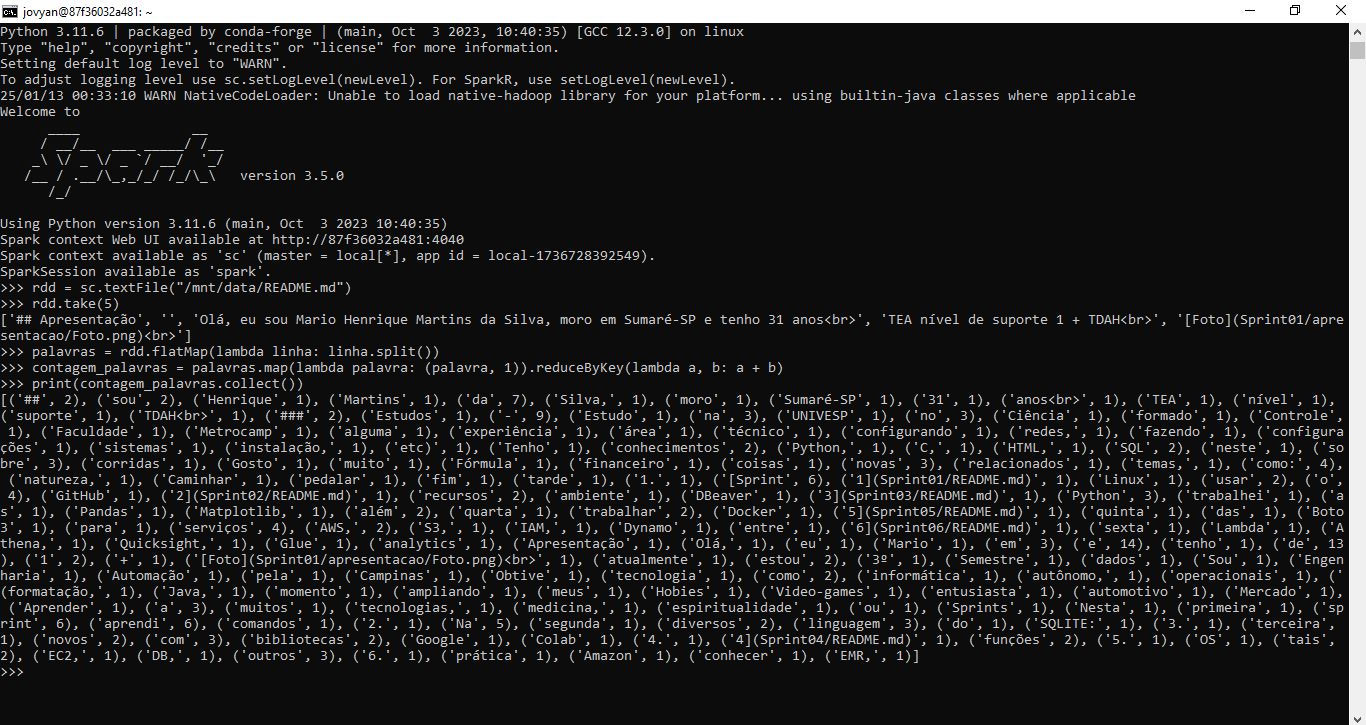 jovyan@87f36032a481: ~
Python 3.11.6 | packaged by conda-forge | (main, Oct  3 2023, 10:40:35) [GCC 12.3.0] on linux
Type "help", "copyright", "credits" or "license" for more information.
Setting default log level to "WARN".
To adjust logging level use sc.setLogLevel(newLevel). For SparkR, use setLogLevel(newLevel).
25/01/13 00:33:10 WARN NativeCodeLoader: Unable to load native-hadoop library for your platform... using builtin-java classes where applicable
Welcome to
      ____              __
     / __/__  ___ _____/ /__
    _\ \/ _ \/ _ `/ __/  '_/
   /__ / .__/\_,_/_/ /_/\_\   version 3.5.0
      /_/
Using Python version 3.11.6 (main, Oct  3 2023 10:40:35)
Spark context Web UI available at http://87f36032a481:4040
Spark context available as 'sc' (master = local[*], app id = local-1736728392549).
SparkSession available as 'spark'.
>>> rdd = sc.textFile("/mnt/data/README.md")
>>> rdd.take(5)
['## Apresentação', '', 'Olá, eu sou Mario Henrique Martins da Silva, moro em Sumaré-SP e tenho 31 anos<br>', 'TEA nível de suporte 1 + TDAH<br>', '[Foto](Sprint01/apre
sentacao/Foto.png)<br>']
>>> palavras = rdd.flatMap(lambda linha: linha.split())
>>> contagem_palavras = palavras.map(lambda palavra: (palavra, 1)).reduceByKey(lambda a, b: a + b)
>>> print(contagem_palavras.collect())
[('##', 2), ('sou', 2), ('Henrique', 1), ('Martins', 1), ('da', 7), ('Silva,', 1), ('moro', 1), ('Sumaré-SP', 1), ('31', 1), ('anos<br>', 1), ('TEA', 1), ('nível', 1),
('suporte', 1), ('TDAH<br>', 1), ('###', 2), ('Estudos', 1), ('-', 9), ('Estudo', 1), ('na', 3), ('UNIVESP', 1), ('no', 3), ('Ciência', 1), ('formado', 1), ('Controle',
 1), ('Faculdade', 1), ('Metrocamp', 1), ('alguma', 1), ('experiência', 1), ('área', 1), ('técnico', 1), ('configurando', 1), ('redes,', 1), ('fazendo', 1), ('configura
ções', 1), ('sistemas', 1), ('instalação,', 1), ('etc)', 1), ('Tenho', 1), ('conhecimentos', 2), ('Python,', 1), ('C,', 1), ('HTML,', 1), ('SQL', 2), ('neste', 1), ('so
bre', 3), ('corridas', 1), ('Gosto', 1), ('muito', 1), ('Fórmula', 1), ('financeiro', 1), ('coisas', 1), ('novas', 3), ('relacionados', 1), ('temas,', 1), ('como:', 4),
 ('natureza,', 1), ('Caminhar', 1), ('pedalar', 1), ('fim', 1), ('tarde', 1), ('1.', 1), ('[Sprint', 6), ('1](Sprint01/README.md)', 1), ('Linux', 1), ('usar', 2), ('o',
 4), ('GitHub', 1), ('2](Sprint02/README.md)', 1), ('recursos', 2), ('ambiente', 1), ('DBeaver', 1), ('3](Sprint03/README.md)', 1), ('Python', 3), ('trabalhei', 1), ('a
s', 1), ('Pandas', 1), ('Matplotlib,', 1), ('além', 2), ('quarta', 1), ('trabalhar', 2), ('Docker', 1), ('5](Sprint05/README.md)', 1), ('quinta', 1), ('das', 1), ('Boto
3', 1), ('para', 1), ('serviços', 4), ('AWS,', 2), ('S3,', 1), ('IAM,', 1), ('Dynamo', 1), ('entre', 1), ('6](Sprint06/README.md)', 1), ('sexta', 1), ('Lambda', 1), ('A
thena,', 1), ('Quicksight,', 1), ('Glue', 1), ('analytics', 1), ('Apresentação', 1), ('Olá,', 1), ('eu', 1), ('Mario', 1), ('em', 3), ('e', 14), ('tenho', 1), ('de', 13
), ('1', 2), ('+', 1), ('[Foto](Sprint01/apresentacao/Foto.png)<br>', 1), ('atualmente', 1), ('estou', 2), ('3º', 1), ('Semestre', 1), ('dados', 1), ('Sou', 1), ('Engen
haria', 1), ('Automação', 1), ('pela', 1), ('Campinas', 1), ('Obtive', 1), ('tecnologia', 1), ('como', 2), ('informática', 1), ('autônomo,', 1), ('operacionais', 1), ('
(formatação,', 1), ('Java,', 1), ('momento', 1), ('ampliando', 1), ('meus', 1), ('Hobies', 1), ('Video-games', 1), ('entusiasta', 1), ('automotivo', 1), ('Mercado', 1),
 ('Aprender', 1), ('a', 3), ('muitos', 1), ('tecnologias,', 1), ('medicina,', 1), ('espiritualidade', 1), ('ou', 1), ('Sprints', 1), ('Nesta', 1), ('primeira', 1), ('sp
rint', 6), ('aprendi', 6), ('comandos', 1), ('2.', 1), ('Na', 5), ('segunda', 1), ('diversos', 2), ('linguagem', 3), ('do', 1), ('SQLITE:', 1), ('3.', 1), ('terceira',
1), ('novos', 2), ('com', 3), ('bibliotecas', 2), ('Google', 1), ('Colab', 1), ('4.', 1), ('4](Sprint04/README.md)', 1), ('funções', 2), ('5.', 1), ('OS', 1), ('tais',
2), ('EC2,', 1), ('DB,', 1), ('outros', 3), ('6.', 1), ('prática', 1), ('Amazon', 1), ('conhecer', 1), ('EMR,', 1)]
>>>